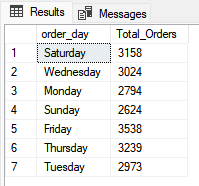 Results Messages
order_day Total_Orders
1 Saturday 3158
2 Wednesday 3024
3 Monday 2794
4 Sunday 2624
5 Friday 3538
6 Thursday 3239
7 Tuesday 2973